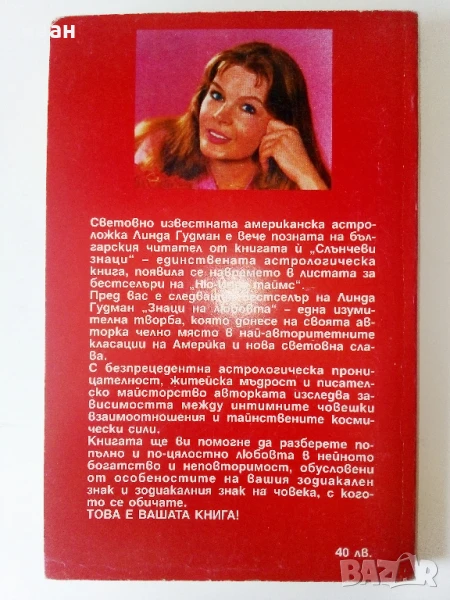 ан
Световно известната американска астро-
ложка Линда Гудман е вече позната на бъл-
гарския читател от книгата ѝ „Слънчеви
знаци“ – единствената астрологическа
книга, появила се навремето в листата за
бестселъри на „Ню Йорк таймс“.
Пред вас е следващият бестселър на Линда
Гудман „Знаци на любовта“ – една изуми-
телна творба, която донесе на своята ав-
торка челно място в най-авторитетните
класации на Америка и нова световна сла-
ва.
С безпрецедентна астрологическа прони-
цателност, житейска мъдрост и писател-
ско майсторство авторката изследва за-
висимостта между интимните човешки
взаимоотношения и тайнствените косми-
чески сили.
Книгата ще ви помогне да разберете по-
пълно и по-цялостно любовта в нейното
богатство и неповторимост, обусловени
от особеностите на вашия зодиакален
знак и зодиакалния знак на човека, с кого-
то се обичате.
ТОВА Е ВАШАТА КНИГА!
40 лв.
BAZAR